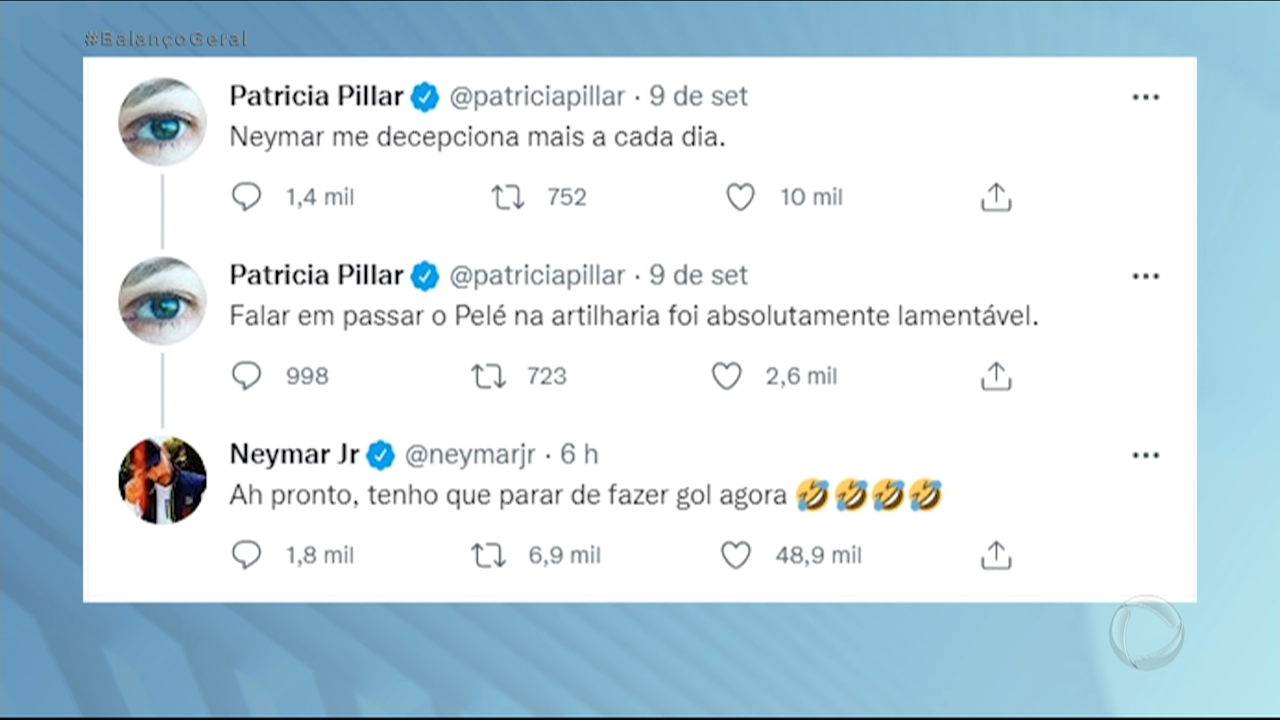 #BalançoGeral
Patricia Pillar @patriciapillar · 9 de set
Neymar me decepciona mais a cada dia.
1,4 mil 752 10 mil
Patricia Pillar @patriciapillar · 9 de set
Falar em passar o Pelé na artilharia foi absolutamente lamentável.
998 723 2,6 mil
Neymar Jr @neymarjr · 6 h
Ah pronto, tenho que parar de fazer gol agora 🤣🤣🤣🤣
1,8 mil 6,9 mil 48,9 mil